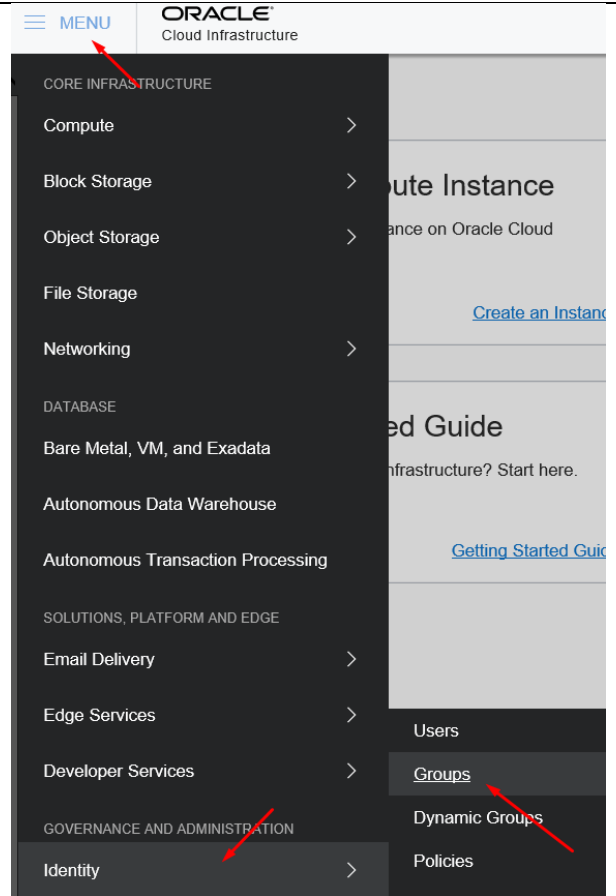 MENU
ORACLE
Cloud Infrastructure
CORE INFRASTRUCTURE
Compute
Block Storage
Object Storage
File Storage
Networking
DATABASE
Bare Metal, VM, and Exadata
Autonomous Data Warehouse
Autonomous Transaction Processing
SOLUTIONS, PLATFORM AND EDGE
Email Delivery
Edge Services
Developer Services
GOVERNANCE AND ADMINISTRATION
Identity
ute Instance
ance on Oracle Cloud
Create an Instanc
ed Guide
nfrastructure? Start here.
Getting Started Guid
Users
Groups
Dynamic Groups
Policies